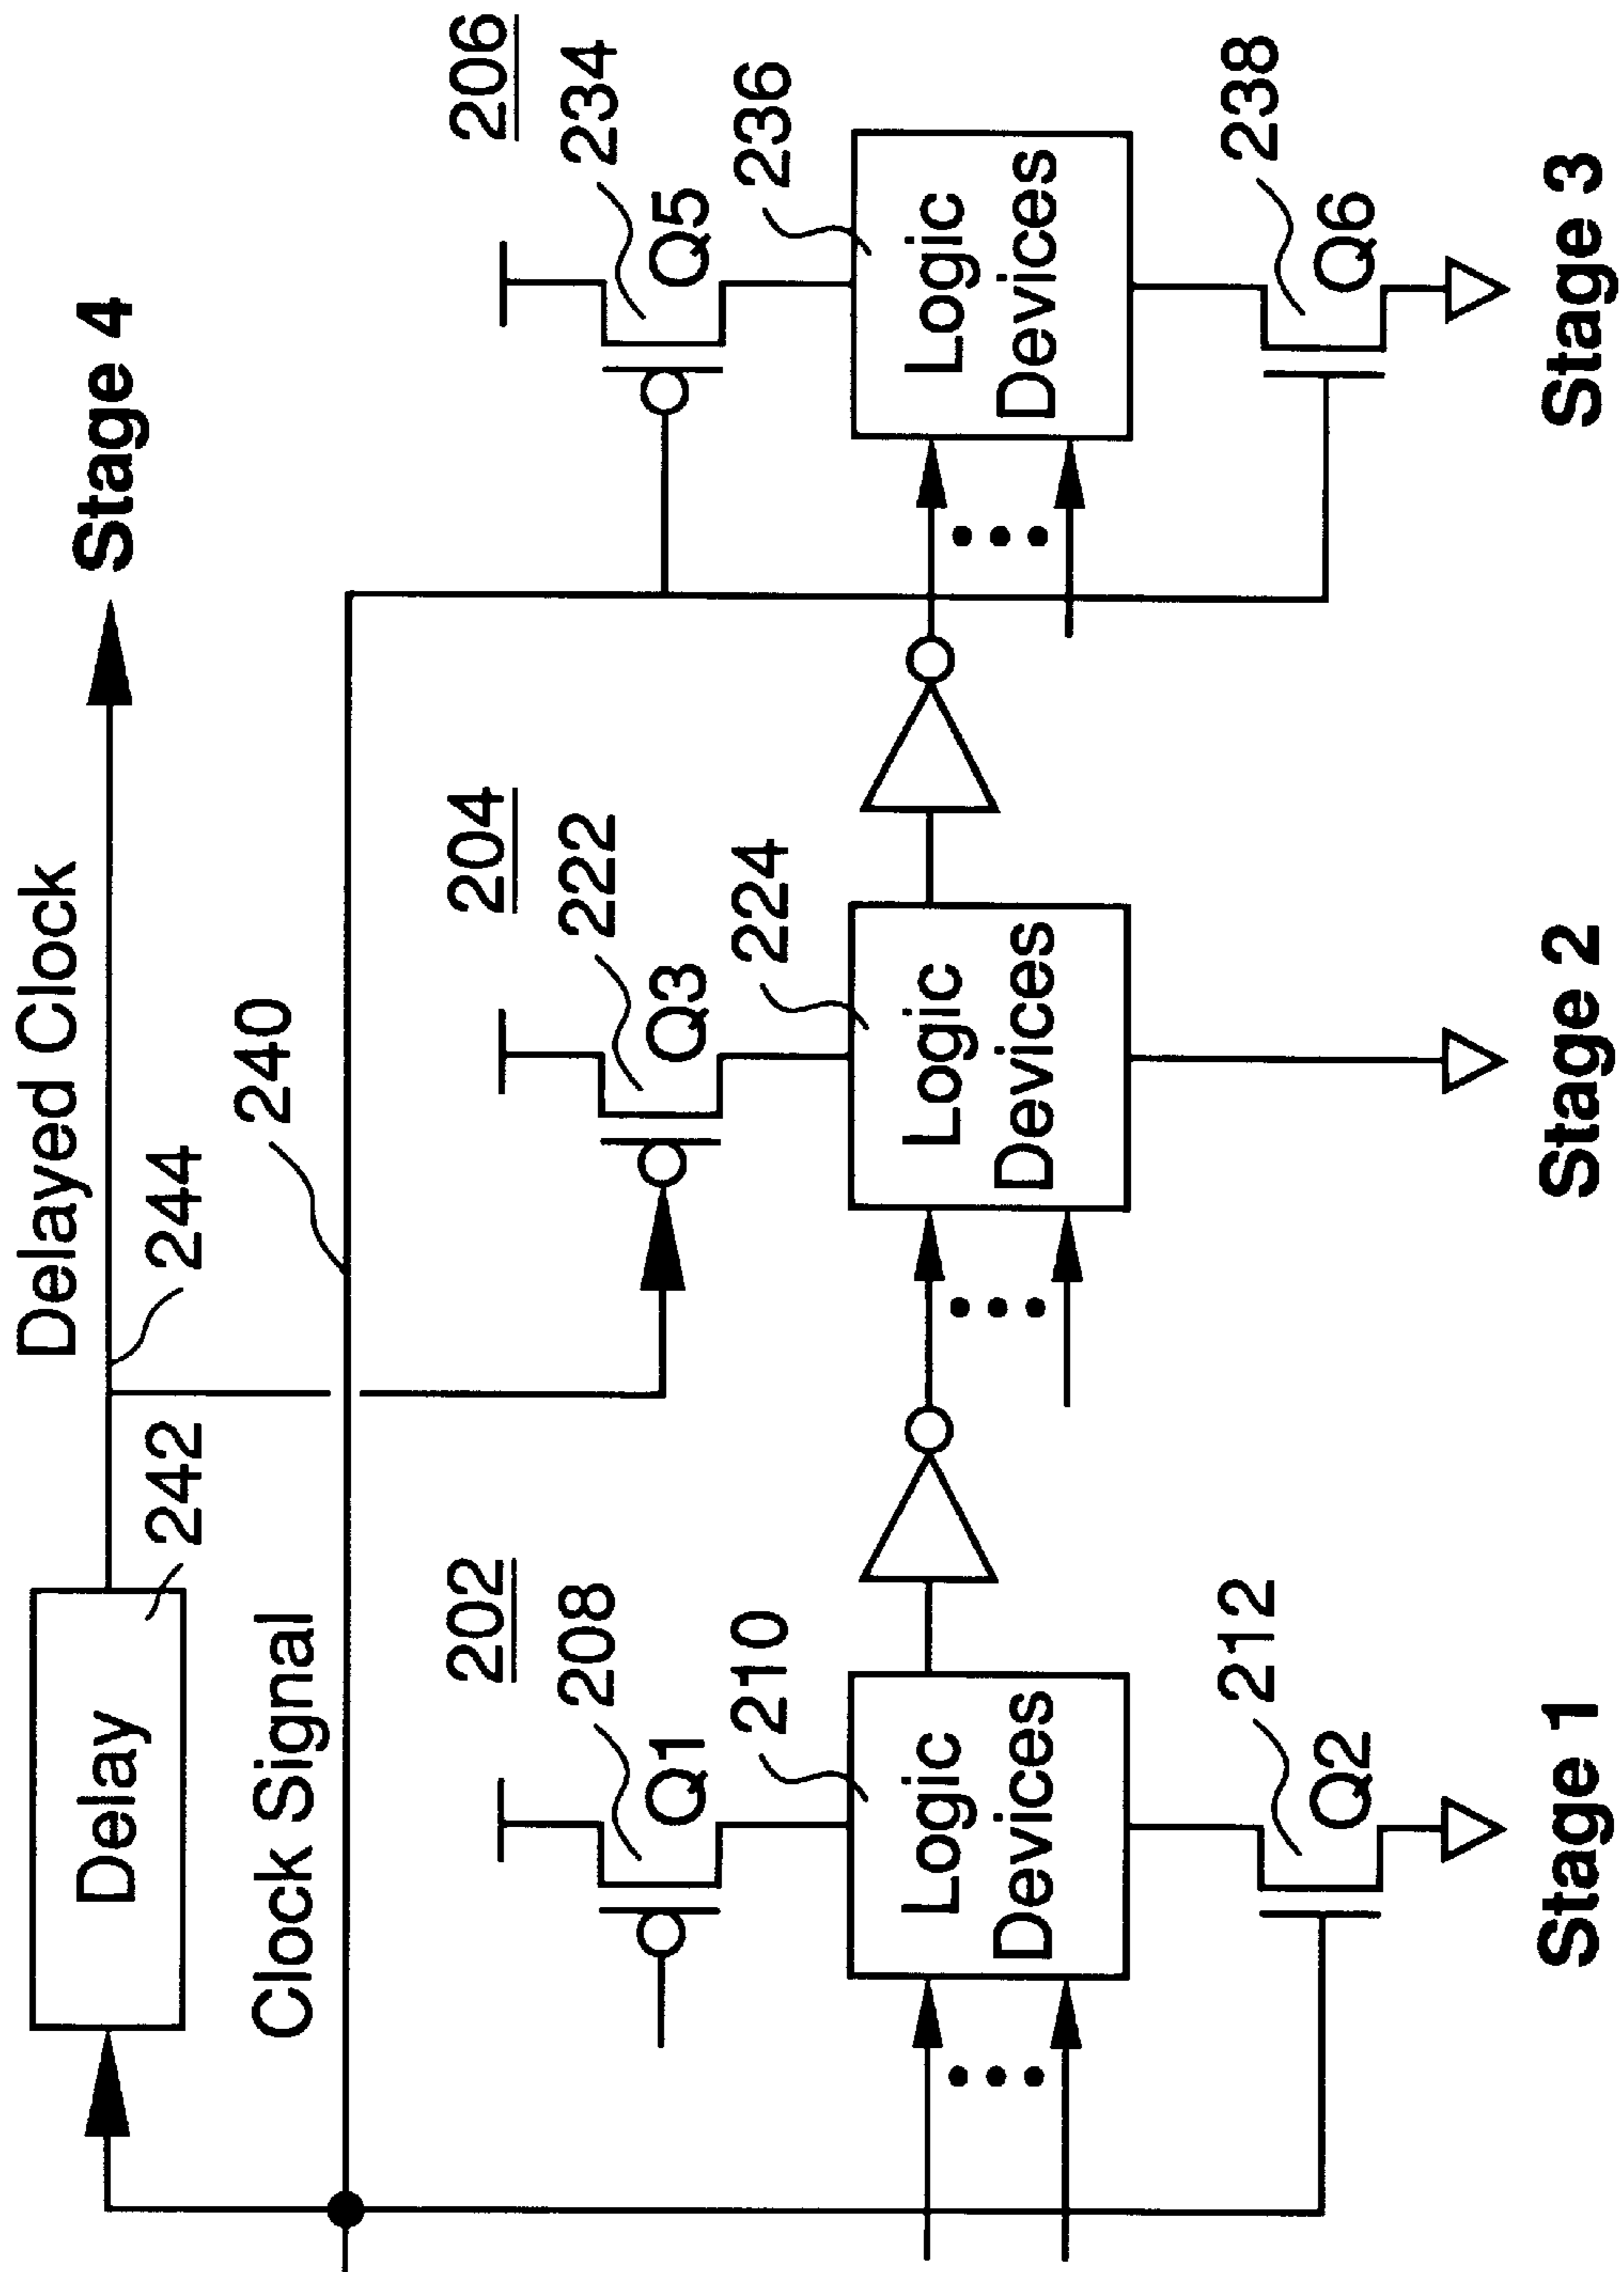 Delay
242
244
Delayed Clock
Stage 4
Clock Signal
240
202
208
Q1
210
Logic
Devices
212
Q2
Stage 1
204
222
Q3
224
Logic
Devices
Stage 2
206
234
Q5
236
Logic
Devices
238
Q6
Stage 3